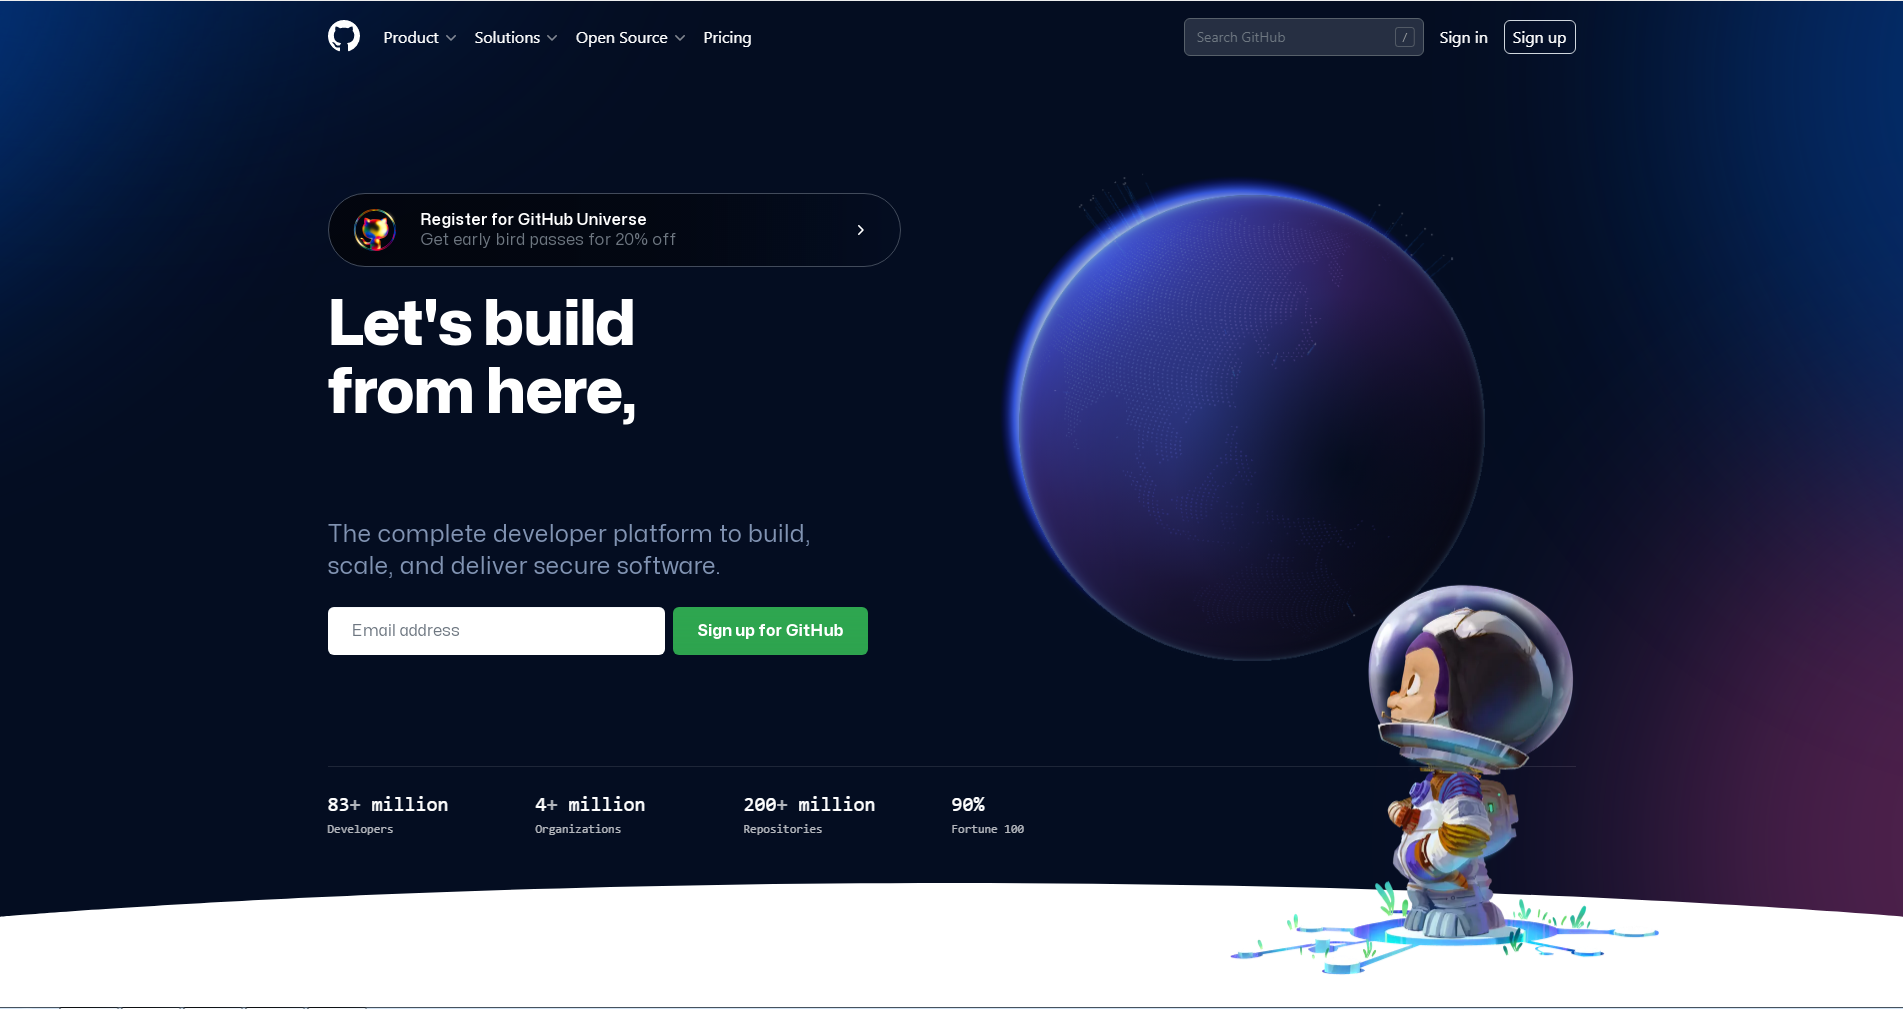 Product
Solutions
Open Source
Pricing
Search GitHub
/
Sign in
Sign up
Register for GitHub Universe
Get early bird passes for 20% off
Let's build
from here,
The complete developer platform to build,
scale, and deliver secure software.
Email address
Sign up for GitHub
83+ million
Developers
4+ million
Organizations
200+ million
Repositories
90%
Fortune 100